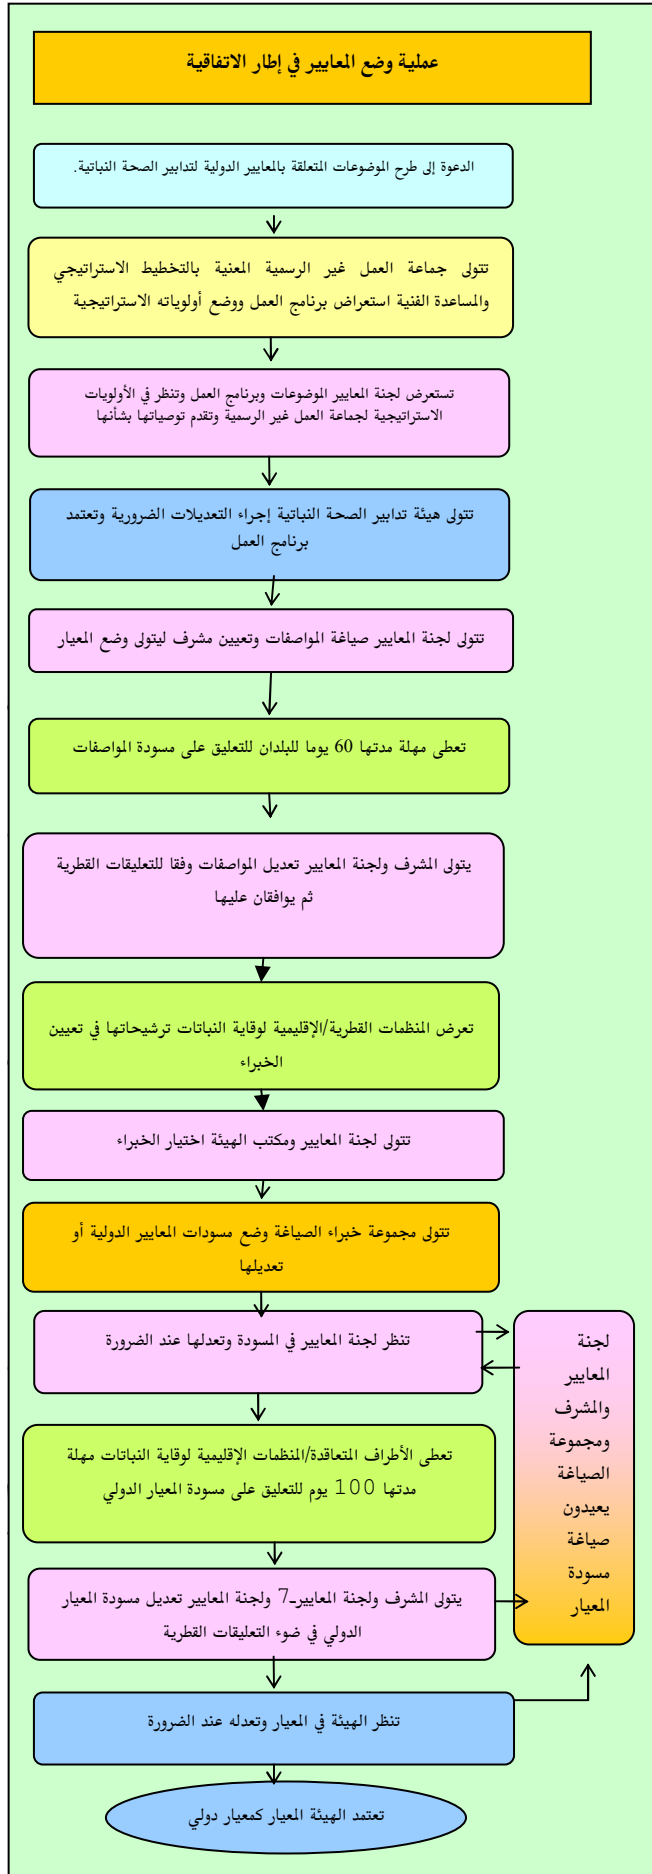 عملية وضع المعايير في إطار الاتفاقية
الدعوة إلى طرح الموضوعات المتعلقة بالمعايير الدولية لتدابير الصحة النباتية.
تتولى جماعة العمل غير الرسمية المعنية بالتخطيط الاستراتيجي
والمساعدة الفنية استعراض برنامج العمل ووضع أولوياته الاستراتيجية
تستعرض لجنة المعايير الموضوعات وبرنامج العمل وتنظر في الأولويات
الاستراتيجية لجماعة العمل غير الرسمية وتقدم توصياتها بشأنها
تتولى هيئة تدابير الصحة النباتية إجراء التعديلات الضرورية وتعتمد
برنامج العمل
تتولى لجنة المعايير صياغة المواصفات وتعيين مشرف ليتولى وضع المعيار
تعطى مهلة مدتها 60 يوما للبلدان للتعليق على مسودة المواصفات
يتولى المشرف ولجنة المعايير تعديل المواصفات وفقا للتعليقات القطرية
ثم يوافقان عليها
تعرض المنظمات القطرية/الإقليمية لوقاية النباتات ترشيحاتها في تعيين
الخبراء
تتولى لجنة المعايير ومكتب الهيئة اختيار الخبراء
تتولى مجموعة خبراء الصياغة وضع مسودات المعايير الدولية أو
تعديلها
تنظر لجنة المعايير في المسودة وتعدلها عند الضرورة
تعطى الأطراف المتعاقدة/المنظمات الإقليمية لوقاية النباتات مهلة
مدتها 100 يوم للتعليق على مسودة المعيار الدولي
يتولى المشرف ولجنة المعاييرـ7 ولجنة المعايير تعديل مسودة المعيار
الدولي في ضوء التعليقات القطرية
تنظر الهيئة في المعيار وتعدله عند الضرورة
تعتمد الهيئة المعيار كمعيار دولي
لجنة
المعايير
والمشرف
ومجموعة
الصياغة
يعيدون
صياغة
مسودة
المعيار